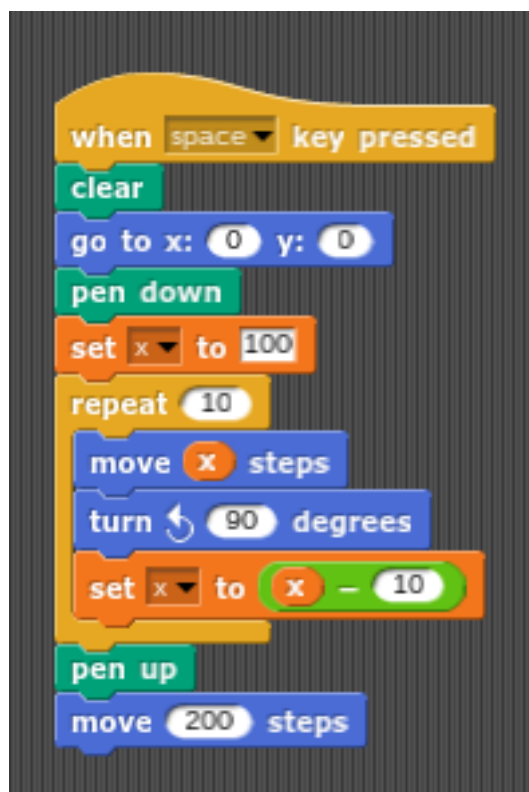 when space key pressed
clear
go to x: 0 y: 0
pen down
set x to 100
repeat 10
move x steps
turn 90 degrees
set x to x - 10
pen up
move 200 steps